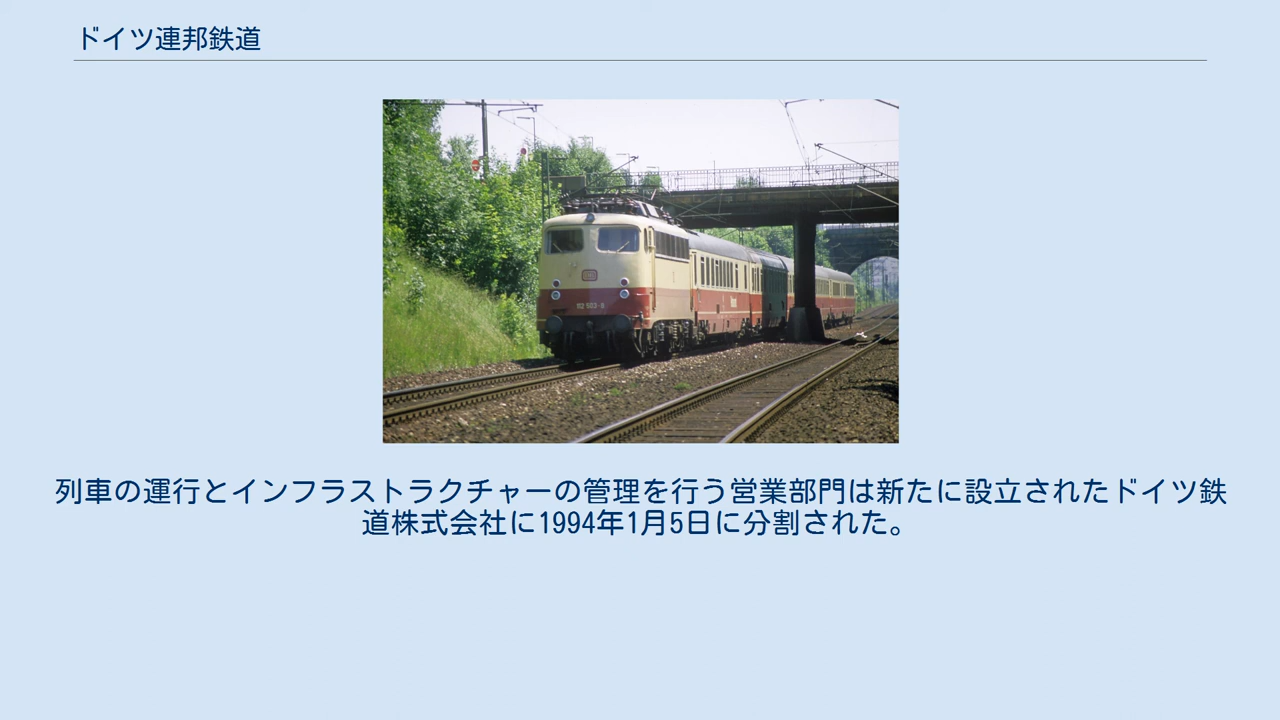 ドイツ連邦鉄道
112 503-8
列車の運行とインフラストラクチャーの管理を行う営業部門は新たに設立されたドイツ鉄
道株式会社に1994年1月5日に分割された。